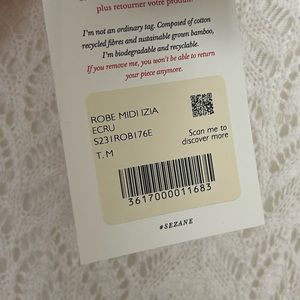 plus retourner votre produit.
I'm not an ordinary tag. Composed of cotton
recycled fibres and sustainable grown bamboo,
I'm biodegradable and recyclable.
If you remove me, you won't be able to return
your piece anymore.
ROBE MIDI IZIA
ECRU
S231ROB176E
T. M
Scan me to
discover more
3617000011683
#SEZANE